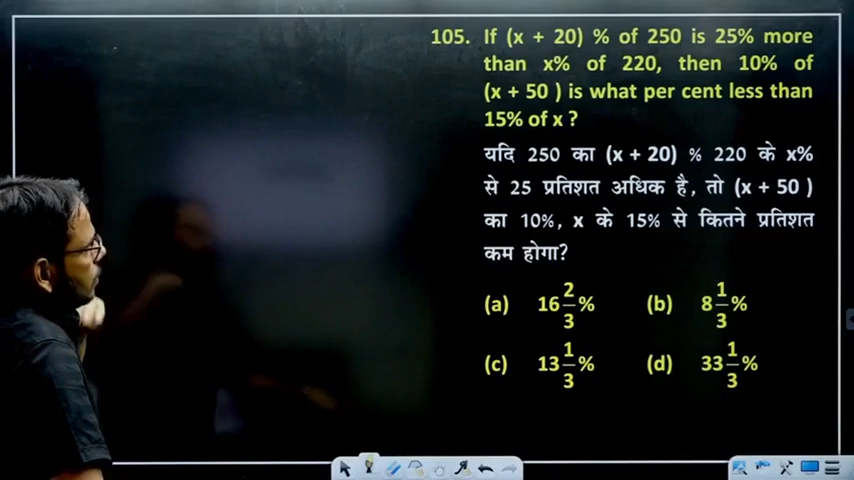 105. If (x + 20) % of 250 is 25% more
than x% of 220, then 10% of
(x + 50 ) is what per cent less than
15% of x ?
यदि 250 का (x + 20) % 220 के x%
से 25 प्रतिशत अधिक है, तो (x + 50 )
का 10%, x के 15% से कितने प्रतिशत
कम होगा?
(a) 16 2/3 % (b) 8 1/3 %
(c) 13 1/3 % (d) 33 1/3 %